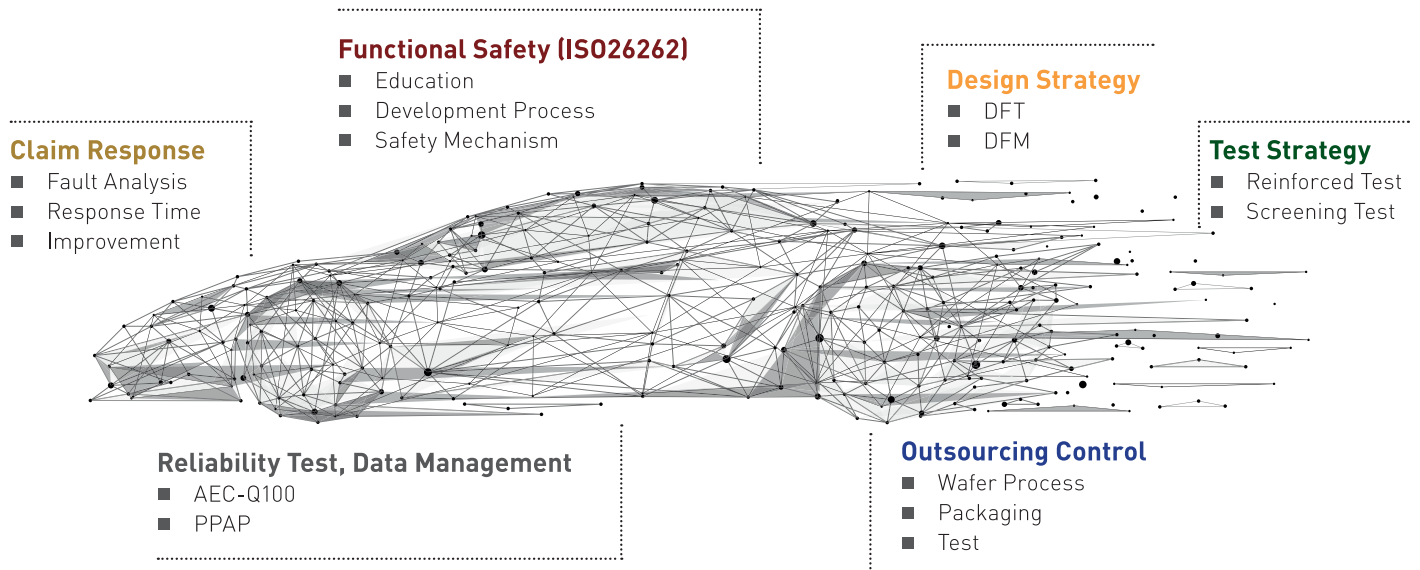 Functional Safety (ISO26262)
Education
Development Process
Safety Mechanism
Design Strategy
DFT
DFM
Claim Response
Fault Analysis
Response Time
Improvement
Test Strategy
Reinforced Test
Screening Test
Reliability Test, Data Management
AEC-Q100
PPAP
Outsourcing Control
Wafer Process
Packaging
Test